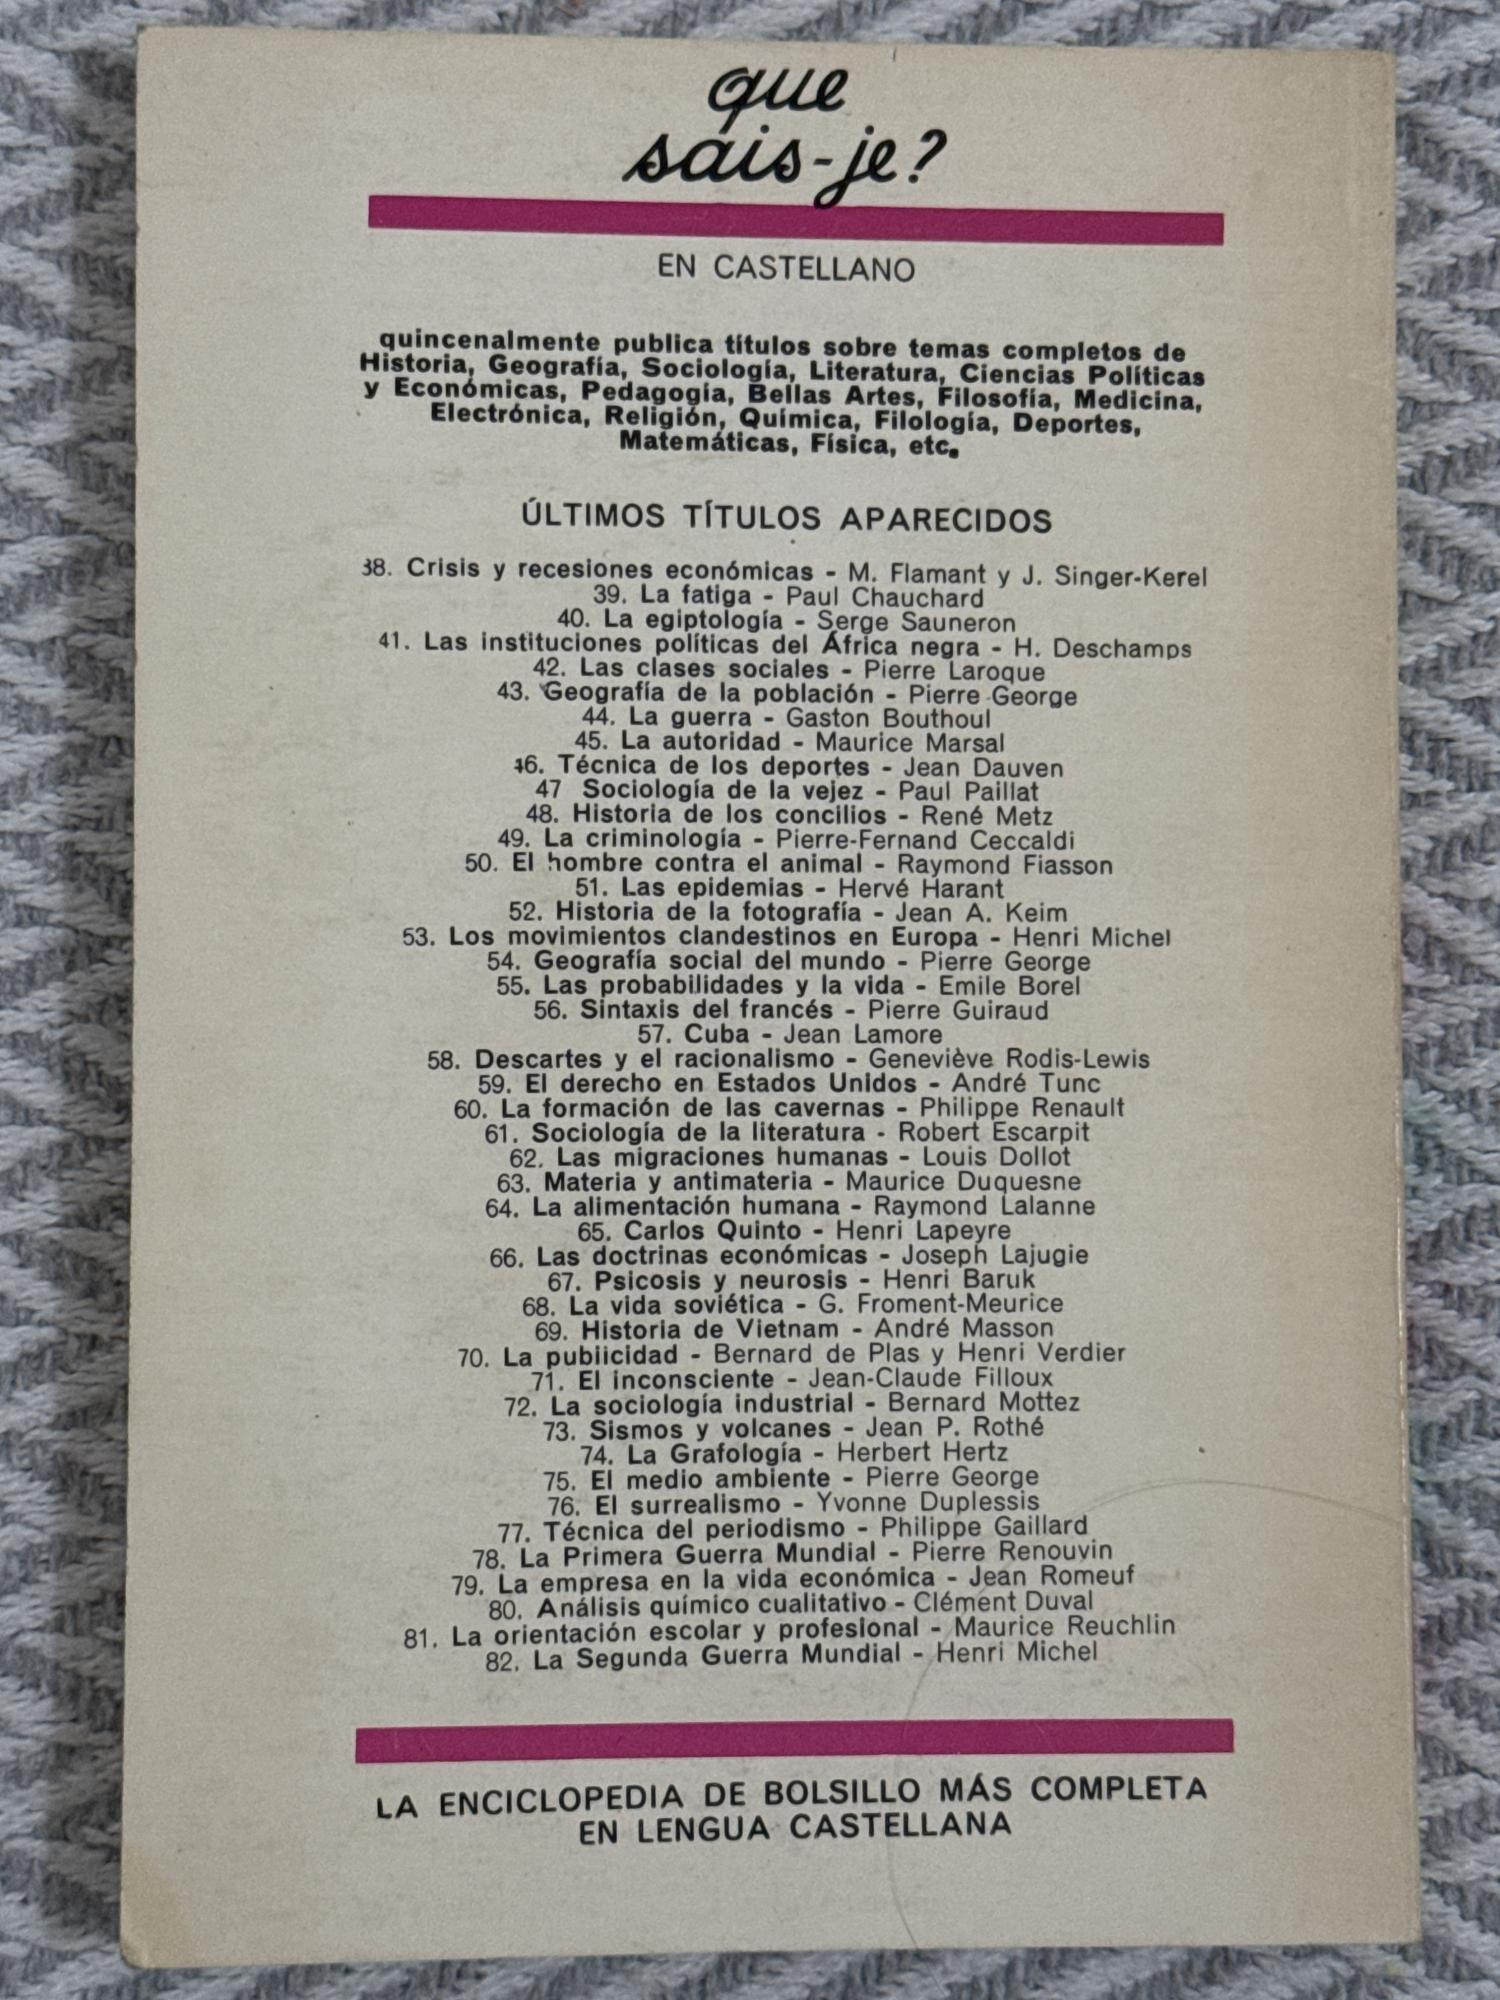 que
sais-je?
EN CASTELLANO
quincenalmente publica títulos sobre temas completos de
Historia, Geografía, Sociología, Literatura, Ciencias Políticas
y Económicas, Pedagogía, Bellas Artes, Filosofía, Medicina,
Electrónica, Religión, Química, Filología, Deportes,
Matemáticas, Física, etc.
ÚLTIMOS TÍTULOS APARECIDOS
38. Crisis y recesiones económicas - M. Flamant y J. Singer-Kerel
39. La fatiga - Paul Chauchard
40. La egiptología - Serge Sauneron
41. Las instituciones políticas del África negra - H. Deschamps
42. Las clases sociales - Pierre Laroque
43. Geografía de la población - Pierre George
44. La guerra - Gaston Bouthoul
45. La autoridad - Maurice Marsal
46. Técnica de los deportes - Jean Dauven
47 Sociología de la vejez - Paul Paillat
48. Historia de los concilios - René Metz
49. La criminología - Pierre-Fernand Ceccaldi
50. El hombre contra el animal - Raymond Fiasson
51. Las epidemias - Hervé Harant
52. Historia de la fotografía - Jean A. Keim
53. Los movimientos clandestinos en Europa - Henri Michel
54. Geografía social del mundo - Pierre George
55. Las probabilidades y la vida - Emile Borel
56. Sintaxis del francés - Pierre Guiraud
57. Cuba - Jean Lamore
58. Descartes y el racionalismo - Geneviève Rodis-Lewis
59. El derecho en Estados Unidos - André Tunc
60. La formación de las cavernas - Philippe Renault
61. Sociología de la literatura - Robert Escarpit
62. Las migraciones humanas - Louis Dollot
63. Materia y antimateria - Maurice Duquesne
64. La alimentación humana - Raymond Lalanne
65. Carlos Quinto - Henri Lapeyre
66. Las doctrinas económicas - Joseph Lajugie
67. Psicosis y neurosis - Henri Baruk
68. La vida soviética - G. Froment-Meurice
69. Historia de Vietnam - André Masson
70. La publicidad - Bernard de Plas y Henri Verdier
71. El inconsciente - Jean-Claude Filloux
72. La sociología industrial - Bernard Mottez
73. Sismos y volcanes - Jean P. Rothé
74. La Grafología - Herbert Hertz
75. El medio ambiente - Pierre George
76. El surrealismo - Yvonne Duplessis
77. Técnica del periodismo - Philippe Gaillard
78. La Primera Guerra Mundial - Pierre Renouvin
79. La empresa en la vida económica - Jean Romeuf
80. Análisis químico cualitativo - Clément Duval
81. La orientación escolar y profesional - Maurice Reuchlin
82. La Segunda Guerra Mundial - Henri Michel
LA ENCICLOPEDIA DE BOLSILLO MÁS COMPLETA
EN LENGUA CASTELLANA